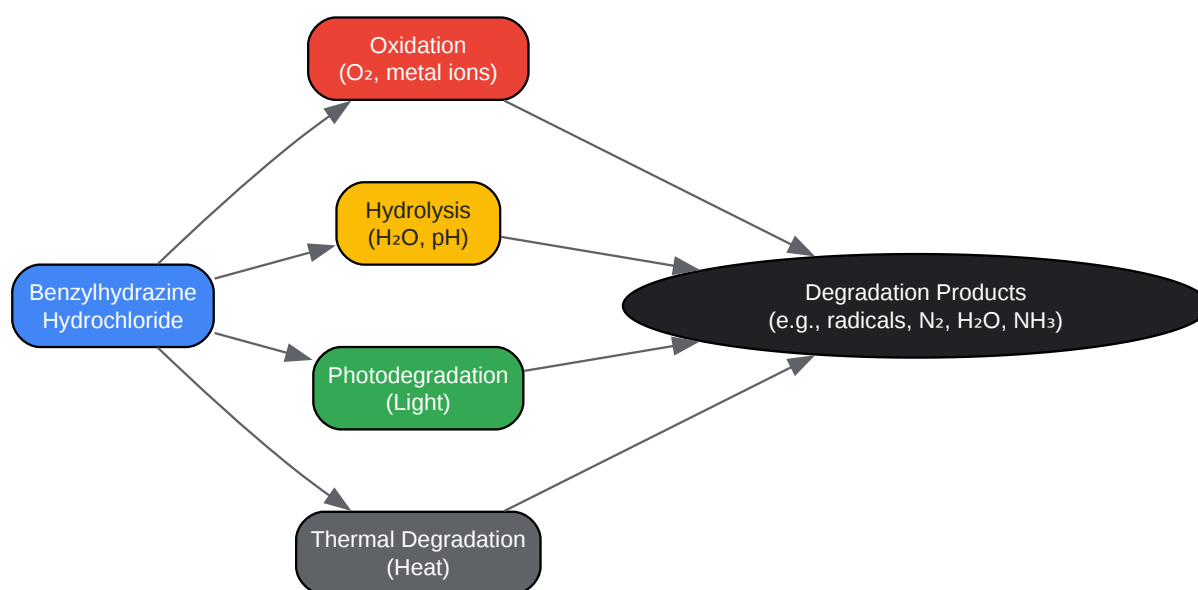 Oxidation
(O₂, metal ions)
Hydrolysis
(H₂O, pH)
Benzylhydrazine
Hydrochloride
Degradation Products
(e.g., radicals, N₂, H₂O, NH₃)
Photodegradation
(Light)
Thermal Degradation
(Heat)